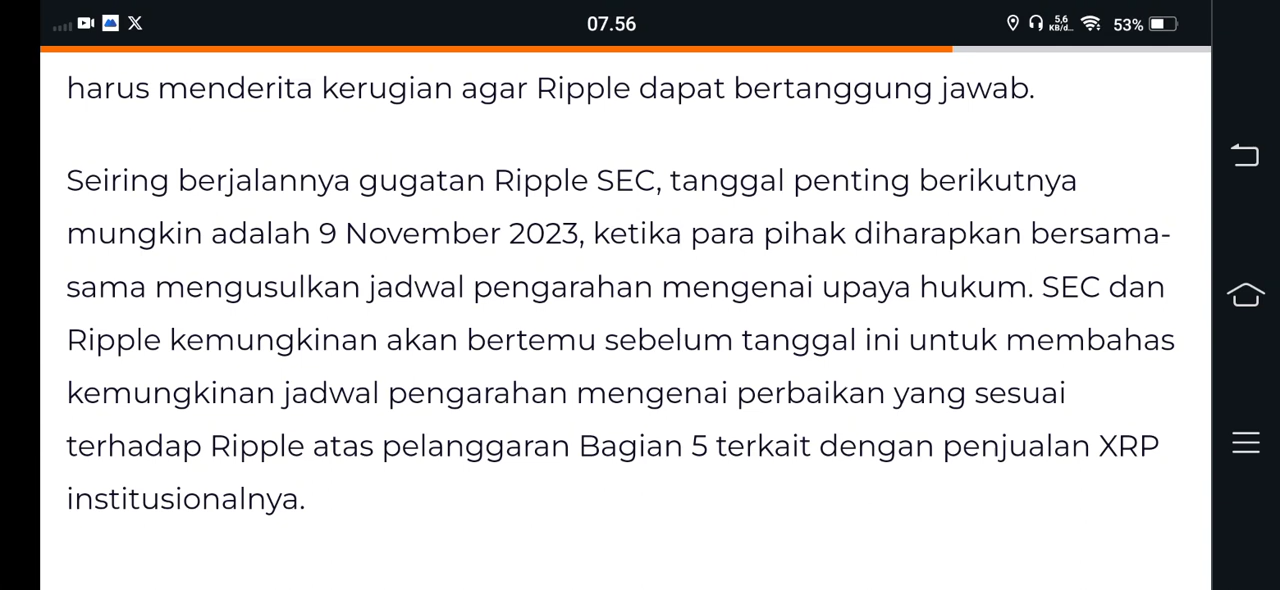 07.56
5,6
KB/d...
53%
harus menderita kerugian agar Ripple dapat bertanggung jawab.
Seiring berjalannya gugatan Ripple SEC, tanggal penting berikutnya
mungkin adalah 9 November 2023, ketika para pihak diharapkan bersama-
sama mengusulkan jadwal pengarahan mengenai upaya hukum. SEC dan
Ripple kemungkinan akan bertemu sebelum tanggal ini untuk membahas
kemungkinan jadwal pengarahan mengenai perbaikan yang sesuai
terhadap Ripple atas pelanggaran Bagian 5 terkait dengan penjualan XRP
institusionalnya.